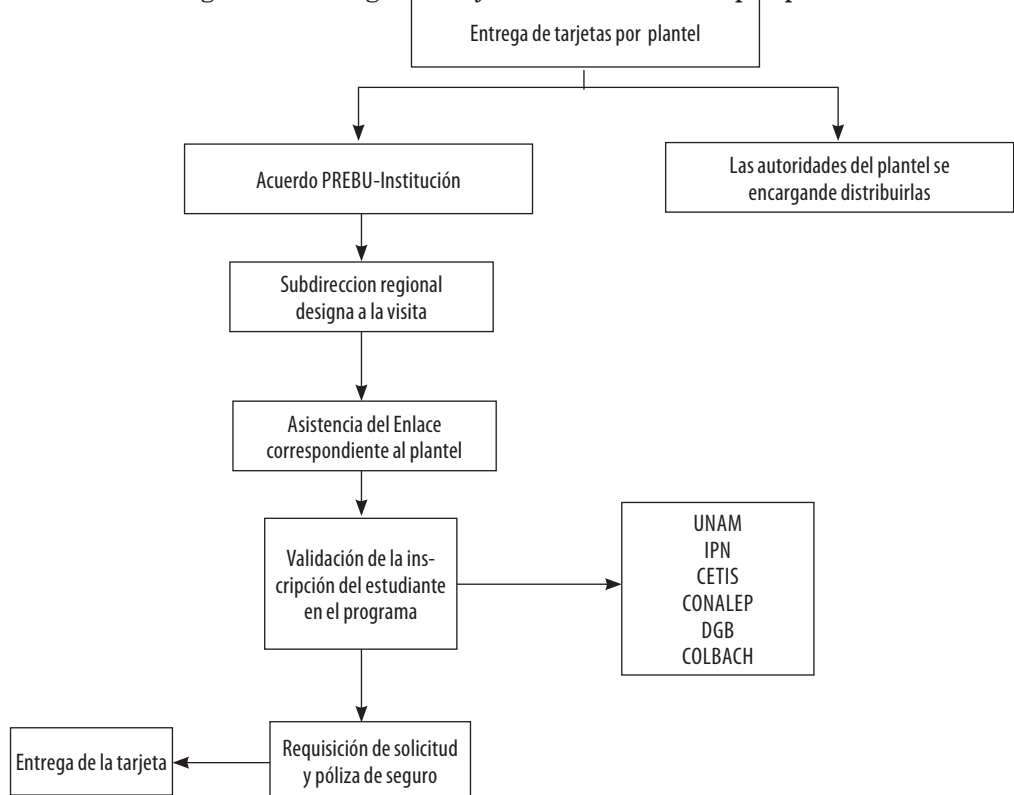 Entrega de tarjetas por plantel
Acuerdo PREBU-Institución
Las autoridades del plantel se
encargande distribuirlas
Subdireccion regional
designa a la visita
Asistencia del Enlace
correspondiente al plantel
Validación de la ins-
cripción del estudiante
en el programa
UNAM
IPN
CETIS
CONALEP
DGB
COLBACH
Requisición de solicitud
y póliza de seguro
Entrega de la tarjeta